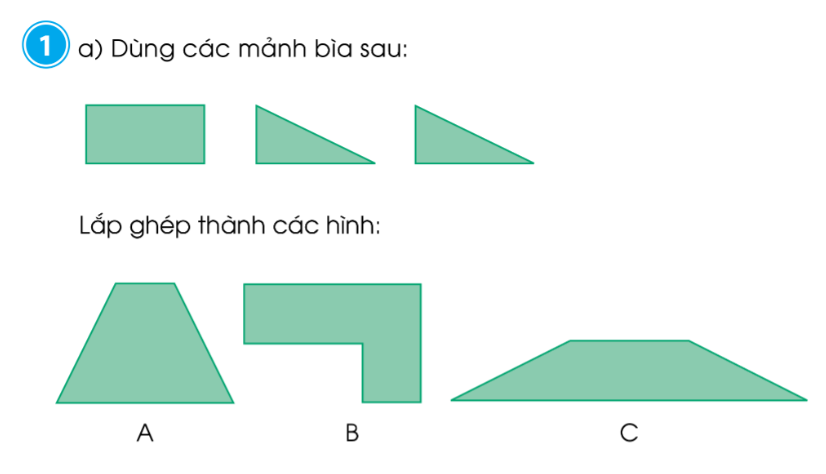 1 a) Dùng các mảnh bìa sau:
Lắp ghép thành các hình:
A B C